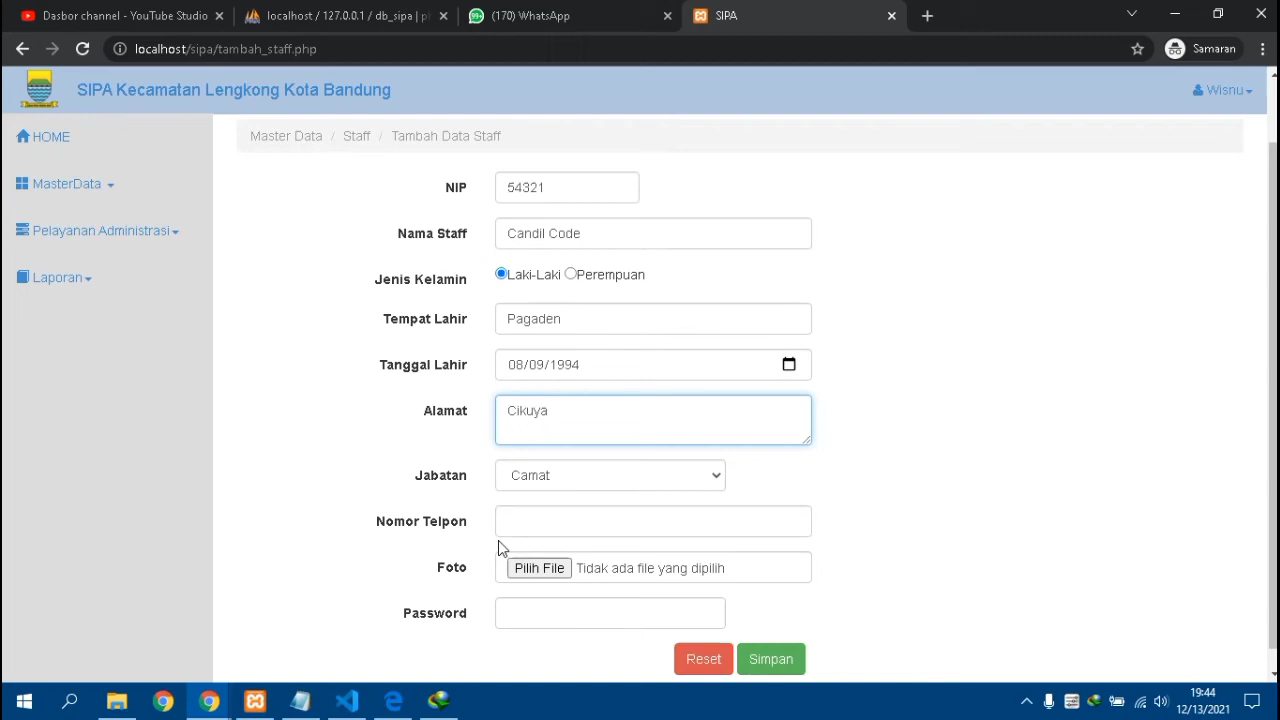 Dasbor channel - YouTube Studio
localhost / 127.0.0.1 / db_sipa | p
(170) WhatsApp
SIPA
localhost/sipa/tambah_staff.php
Samaran
SIPA Kecamatan Lengkong Kota Bandung
Wisnu
HOME
MasterData
Pelayanan Administrasi
Laporan
Master Data / Staff / Tambah Data Staff
NIP 54321
Nama Staff Candil Code
Jenis Kelamin Laki-Laki Perempuan
Tempat Lahir Pagaden
Tanggal Lahir 08/09/1994
Alamat Cikuya
Jabatan Camat
Nomor Telpon
Foto Pilih File Tidak ada file yang dipilih
Password
Reset Simpan
19:44
12/13/2021